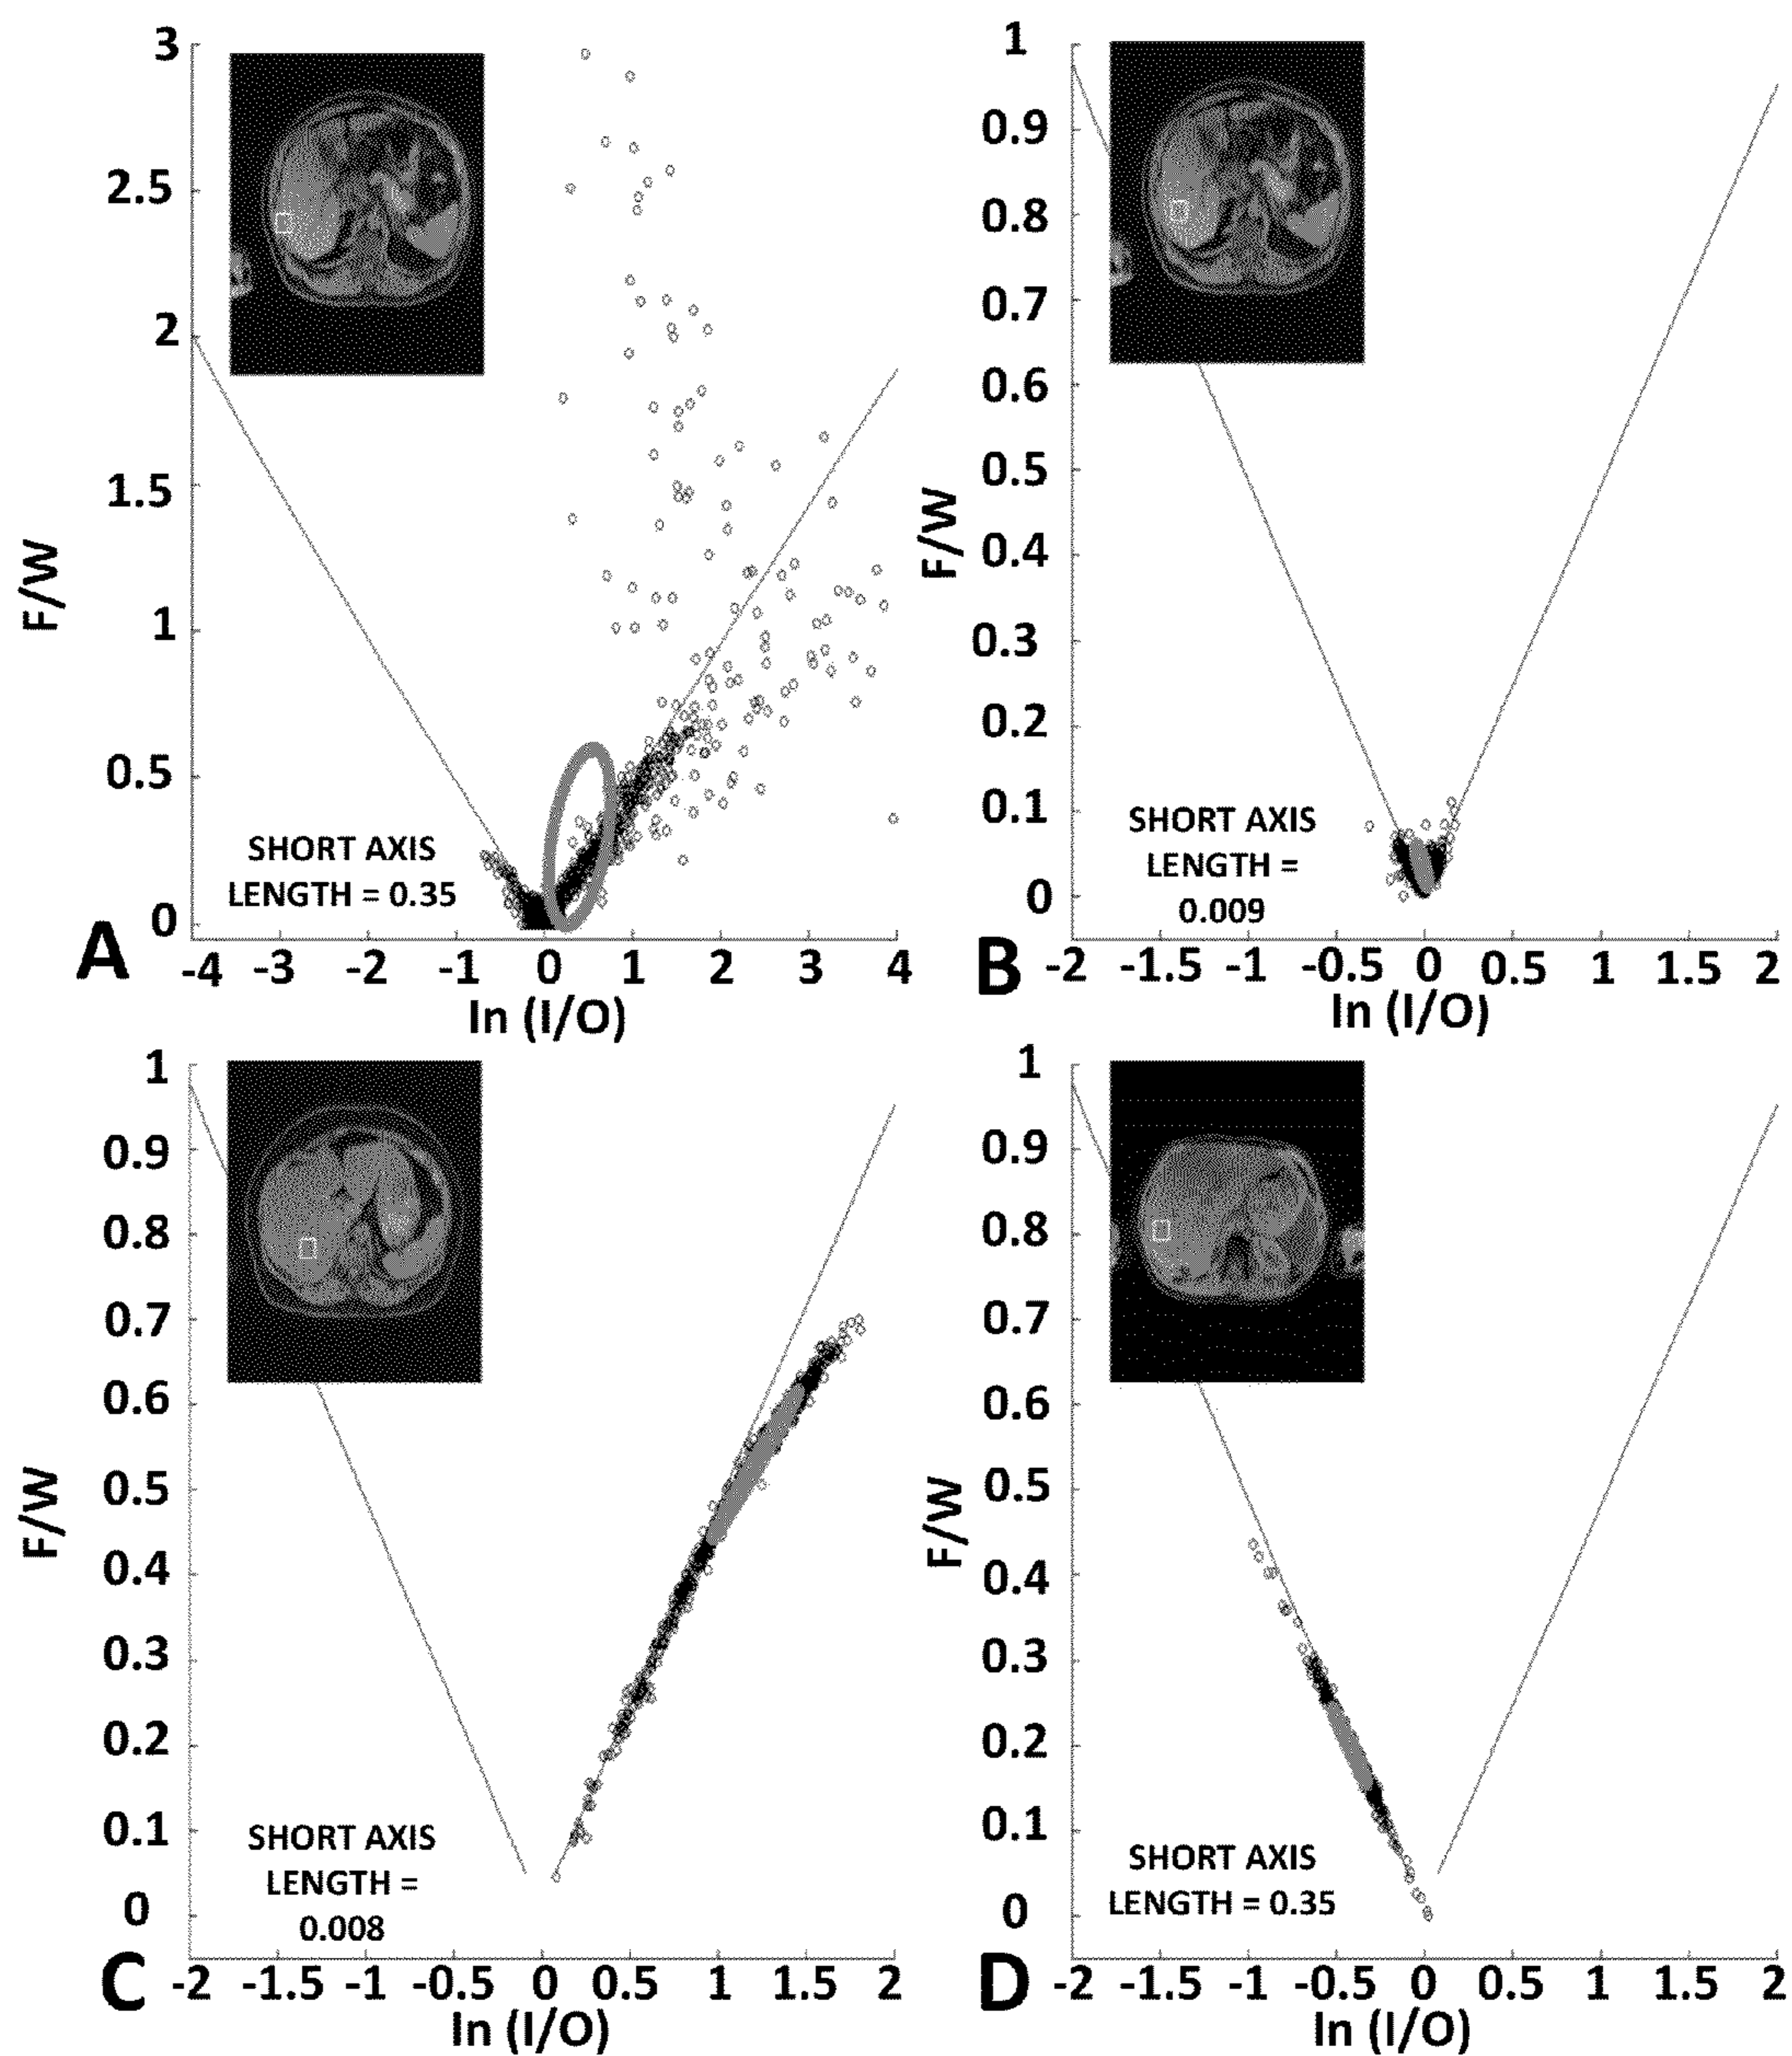 3
2.5
2
1.5
1
0.5
0
F/W
SHORT AXIS
LENGTH = 0.35
A
-4 -3 -2 -1 0 1 2 3 4
ln (I/O)
1
0.9
0.8
0.7
0.6
0.5
0.4
0.3
0.2
0.1
0
F/W
SHORT AXIS
LENGTH =
0.009
B
-2 -1.5 -1 -0.5 0 0.5 1 1.5 2
ln (I/O)
1
0.9
0.8
0.7
0.6
0.5
0.4
0.3
0.2
0.1
0
F/W
SHORT AXIS
LENGTH =
0.008
C
-2 -1.5 -1 -0.5 0 0.5 1 1.5 2
ln (I/O)
1
0.9
0.8
0.7
0.6
0.5
0.4
0.3
0.2
0.1
0
F/W
SHORT AXIS
LENGTH = 0.35
D
-2 -1.5 -1 -0.5 0 0.5 1 1.5 2
ln (I/O)